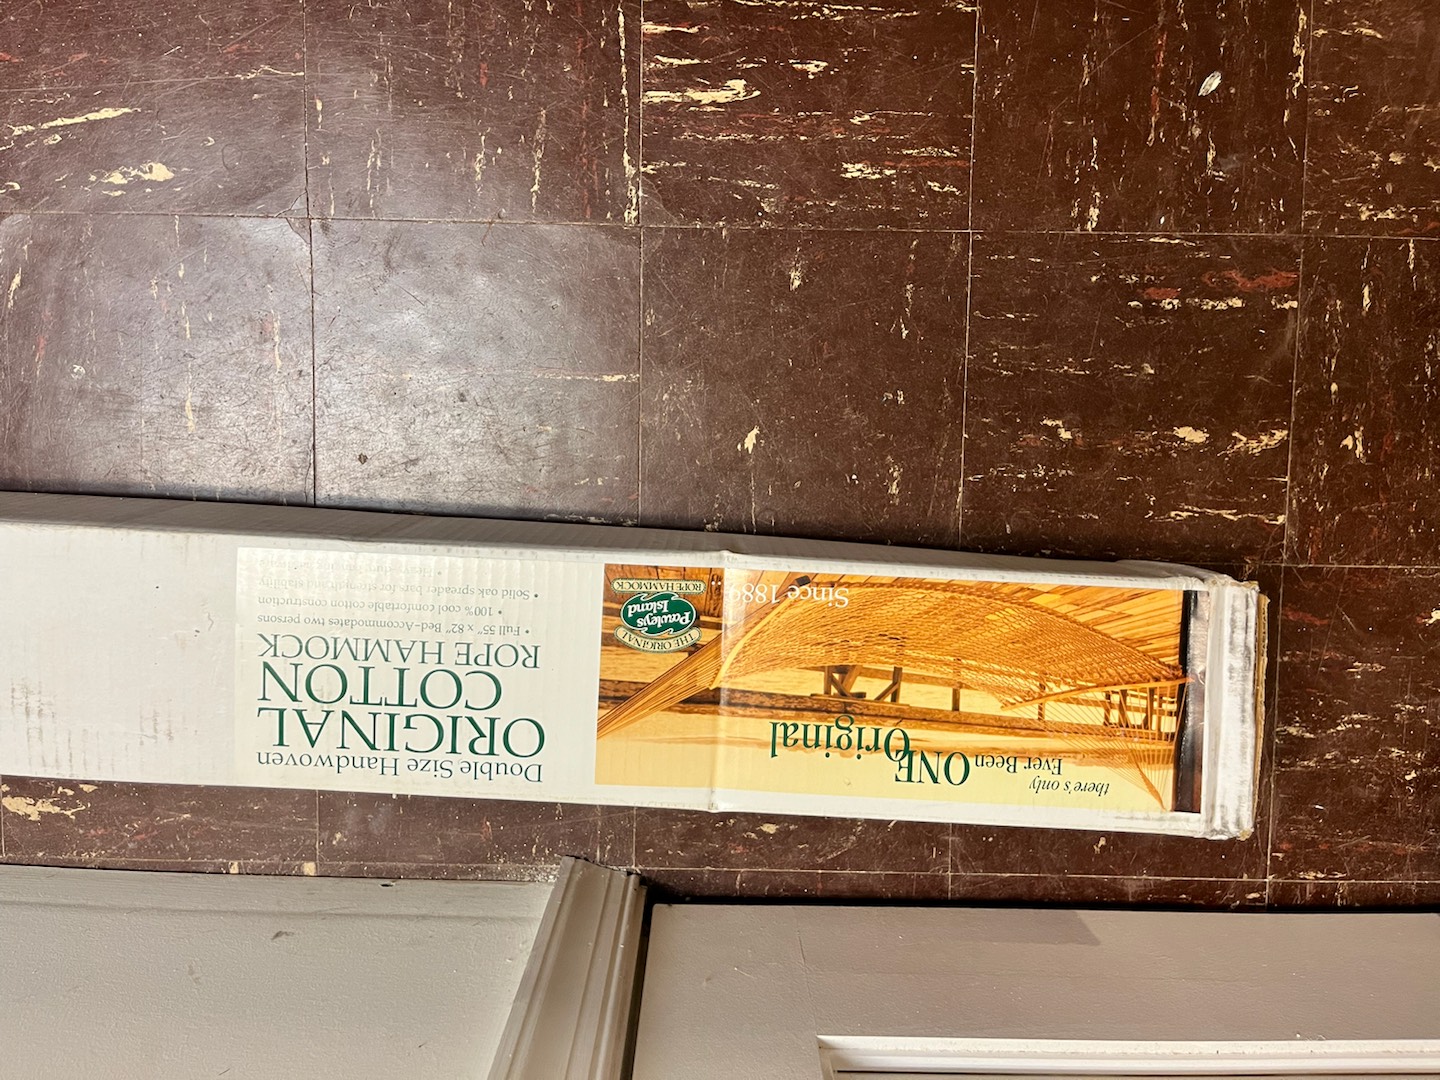 there's only
Ever Been
ONE
Original
Since 1889
THE ORIGINAL
Pawleys
Island
ROPE HAMMOCK
Double Size Handwoven
ORIGINAL
COTTON
ROPE HAMMOCK
• Full 55" x 82" Bed-Accommodates two persons
• 100% cool comfortable cotton construction
• Solid oak spreader bars for strength and stability